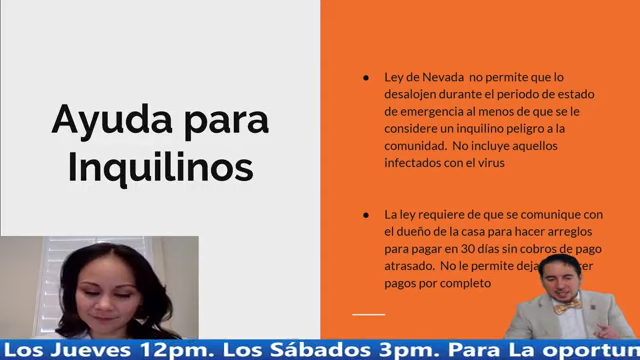 Ayuda para
Inquilinos
● Ley de Nevada no permite que lo
desalojen durante el periodo de estado
de emergencia al menos de que se le
considere un inquilino peligro a la
comunidad. No incluye aquellos
infectados con el virus
● La ley requiere de que se comunique con
el dueño de la casa para hacer arreglos
para pagar en 30 días sin cobros de pago
atrasado. No le permite
pagos por completo
Los Jueves 12pm. Los Sábados 3pm. Para La